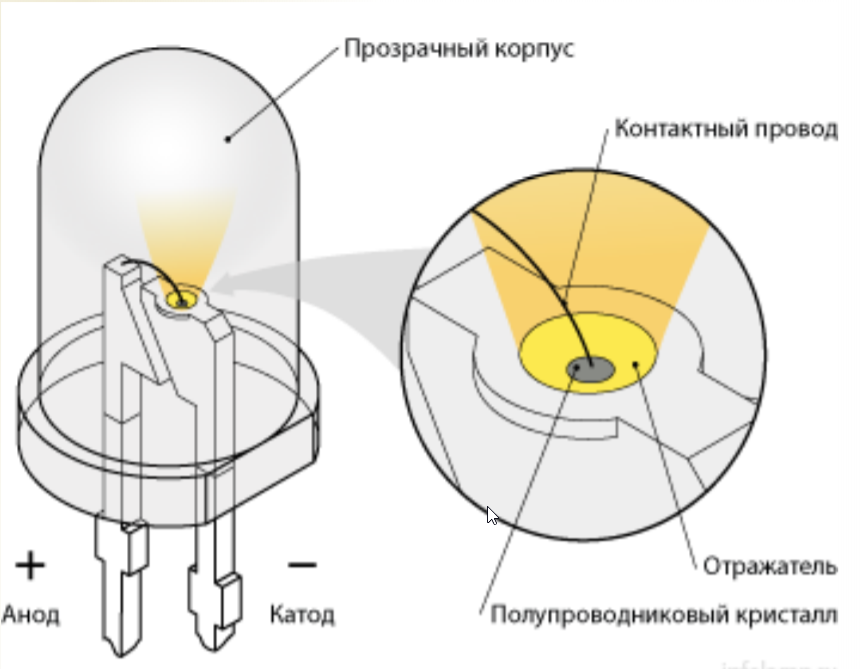 Прозрачный корпус
Контактный провод
+
−
Анод
Катод
Отражатель
Полупроводниковый кристалл